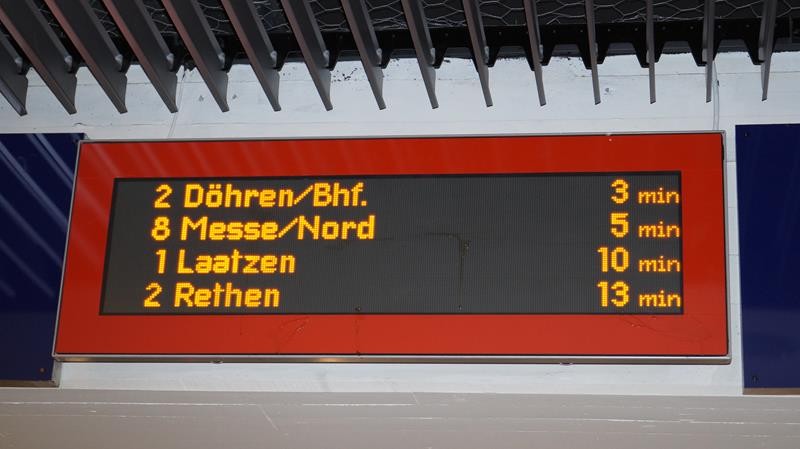 2 Döhren/Bhf. 3 min
8 Messe/Nord 5 min
1 Laatzen 10 min
2 Rethen 13 min